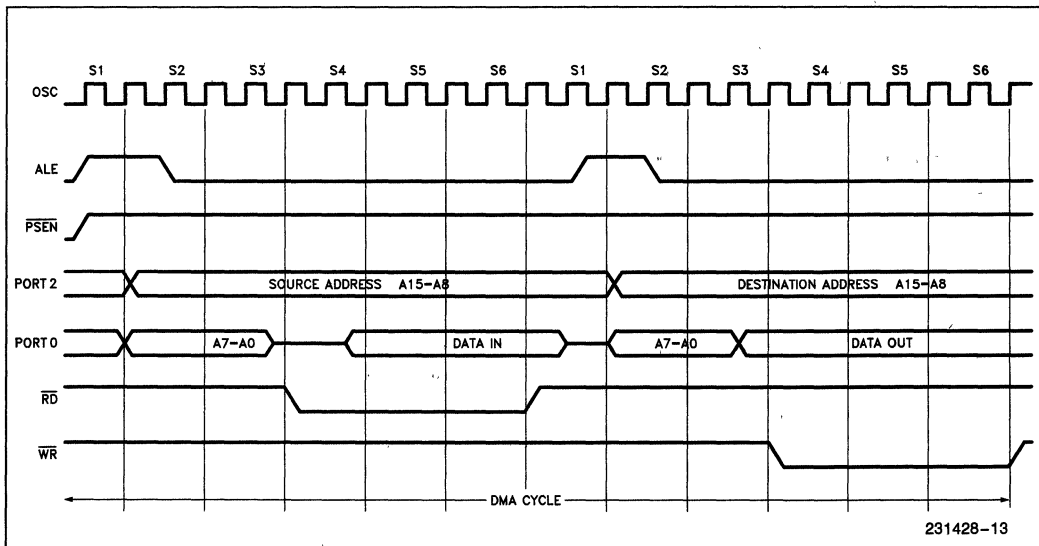 S1 S2 S3 S4 S5 S6 S1 S2 S3 S4 S5 S6
OSC
ALE
PSEN
PORT 2 SOURCE ADDRESS A15-A8 DESTINATION ADDRESS A15-A8
PORT 0 A7-A0 DATA IN A7-A0 DATA OUT
RD
WR
DMA CYCLE
231428-13